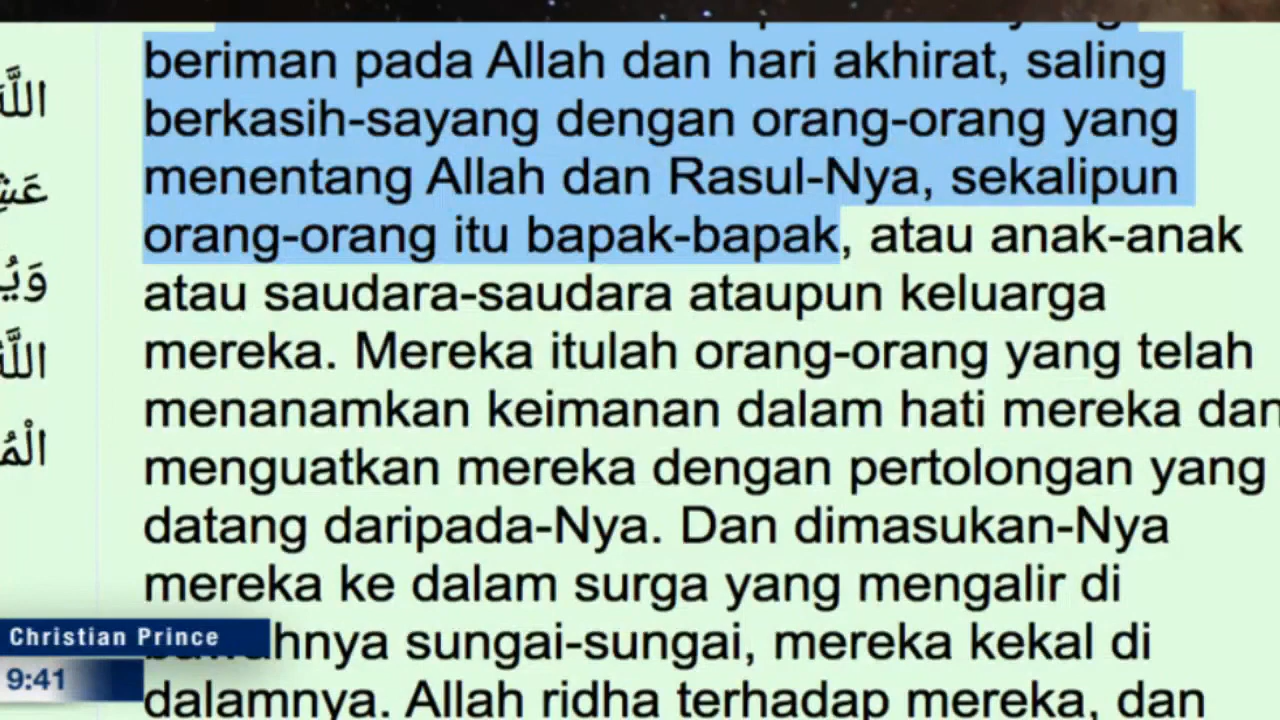 beriman pada Allah dan hari akhirat, saling
berkasih-sayang dengan orang-orang yang
menentang Allah dan Rasul-Nya, sekalipun
orang-orang itu bapak-bapak, atau anak-anak
atau saudara-saudara ataupun keluarga
mereka. Mereka itulah orang-orang yang telah
menanamkan keimanan dalam hati mereka dan
menguatkan mereka dengan pertolongan yang
datang daripada-Nya. Dan dimasukan-Nya
mereka ke dalam surga yang mengalir di
sungai-sungai, mereka kekal di
dalamnya. Allah ridha terhadap mereka, dan
Christian Prince
9:41